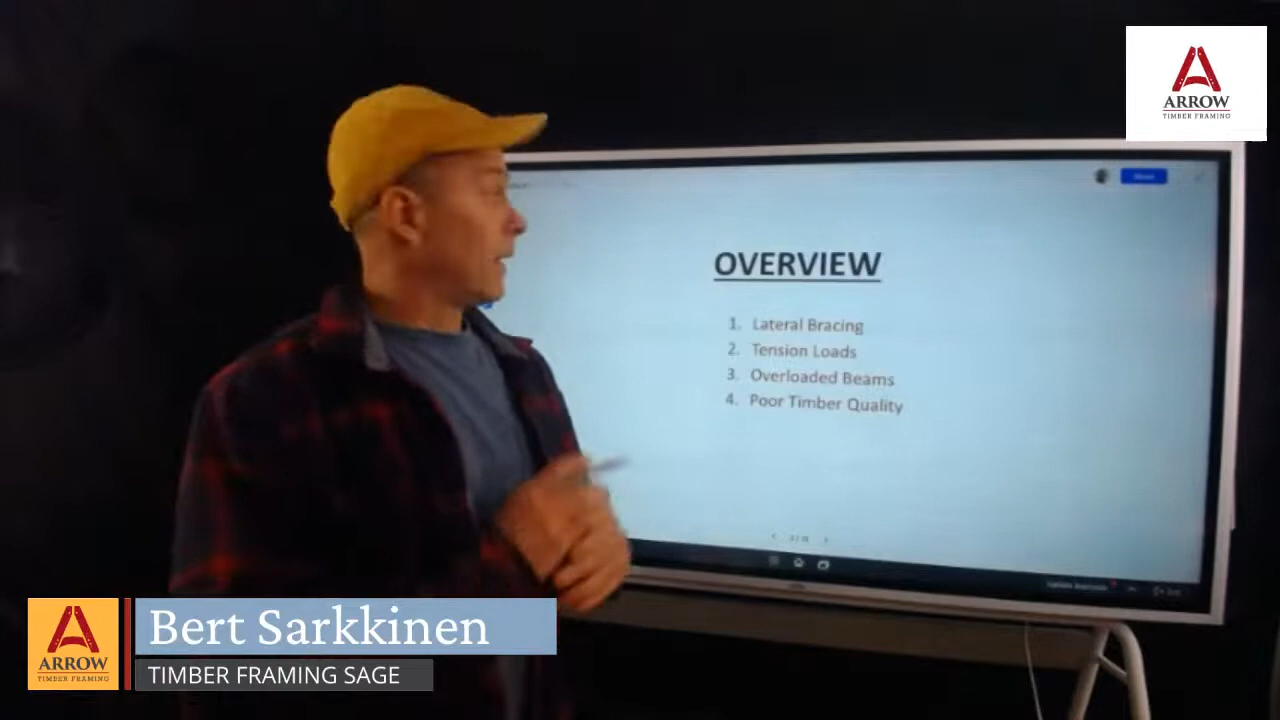 ARROW
TIMBER FRAMING
OVERVIEW
1. Lateral Bracing
2. Tension Loads
3. Overloaded Beams
4. Poor Timber Quality
Bert Sarkkinen
TIMBER FRAMING SAGE
ARROW
TIMBER FRAMING